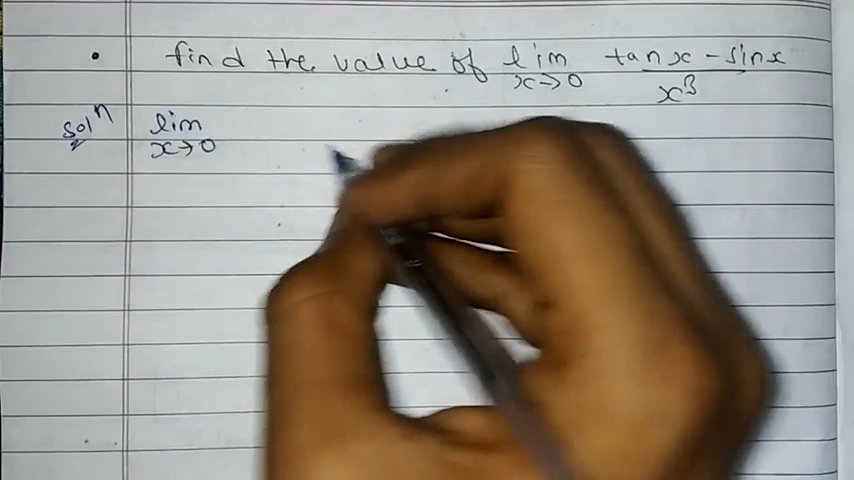 • find the value of lim tanx - sinx
x→0 x³
solⁿ lim
x→0